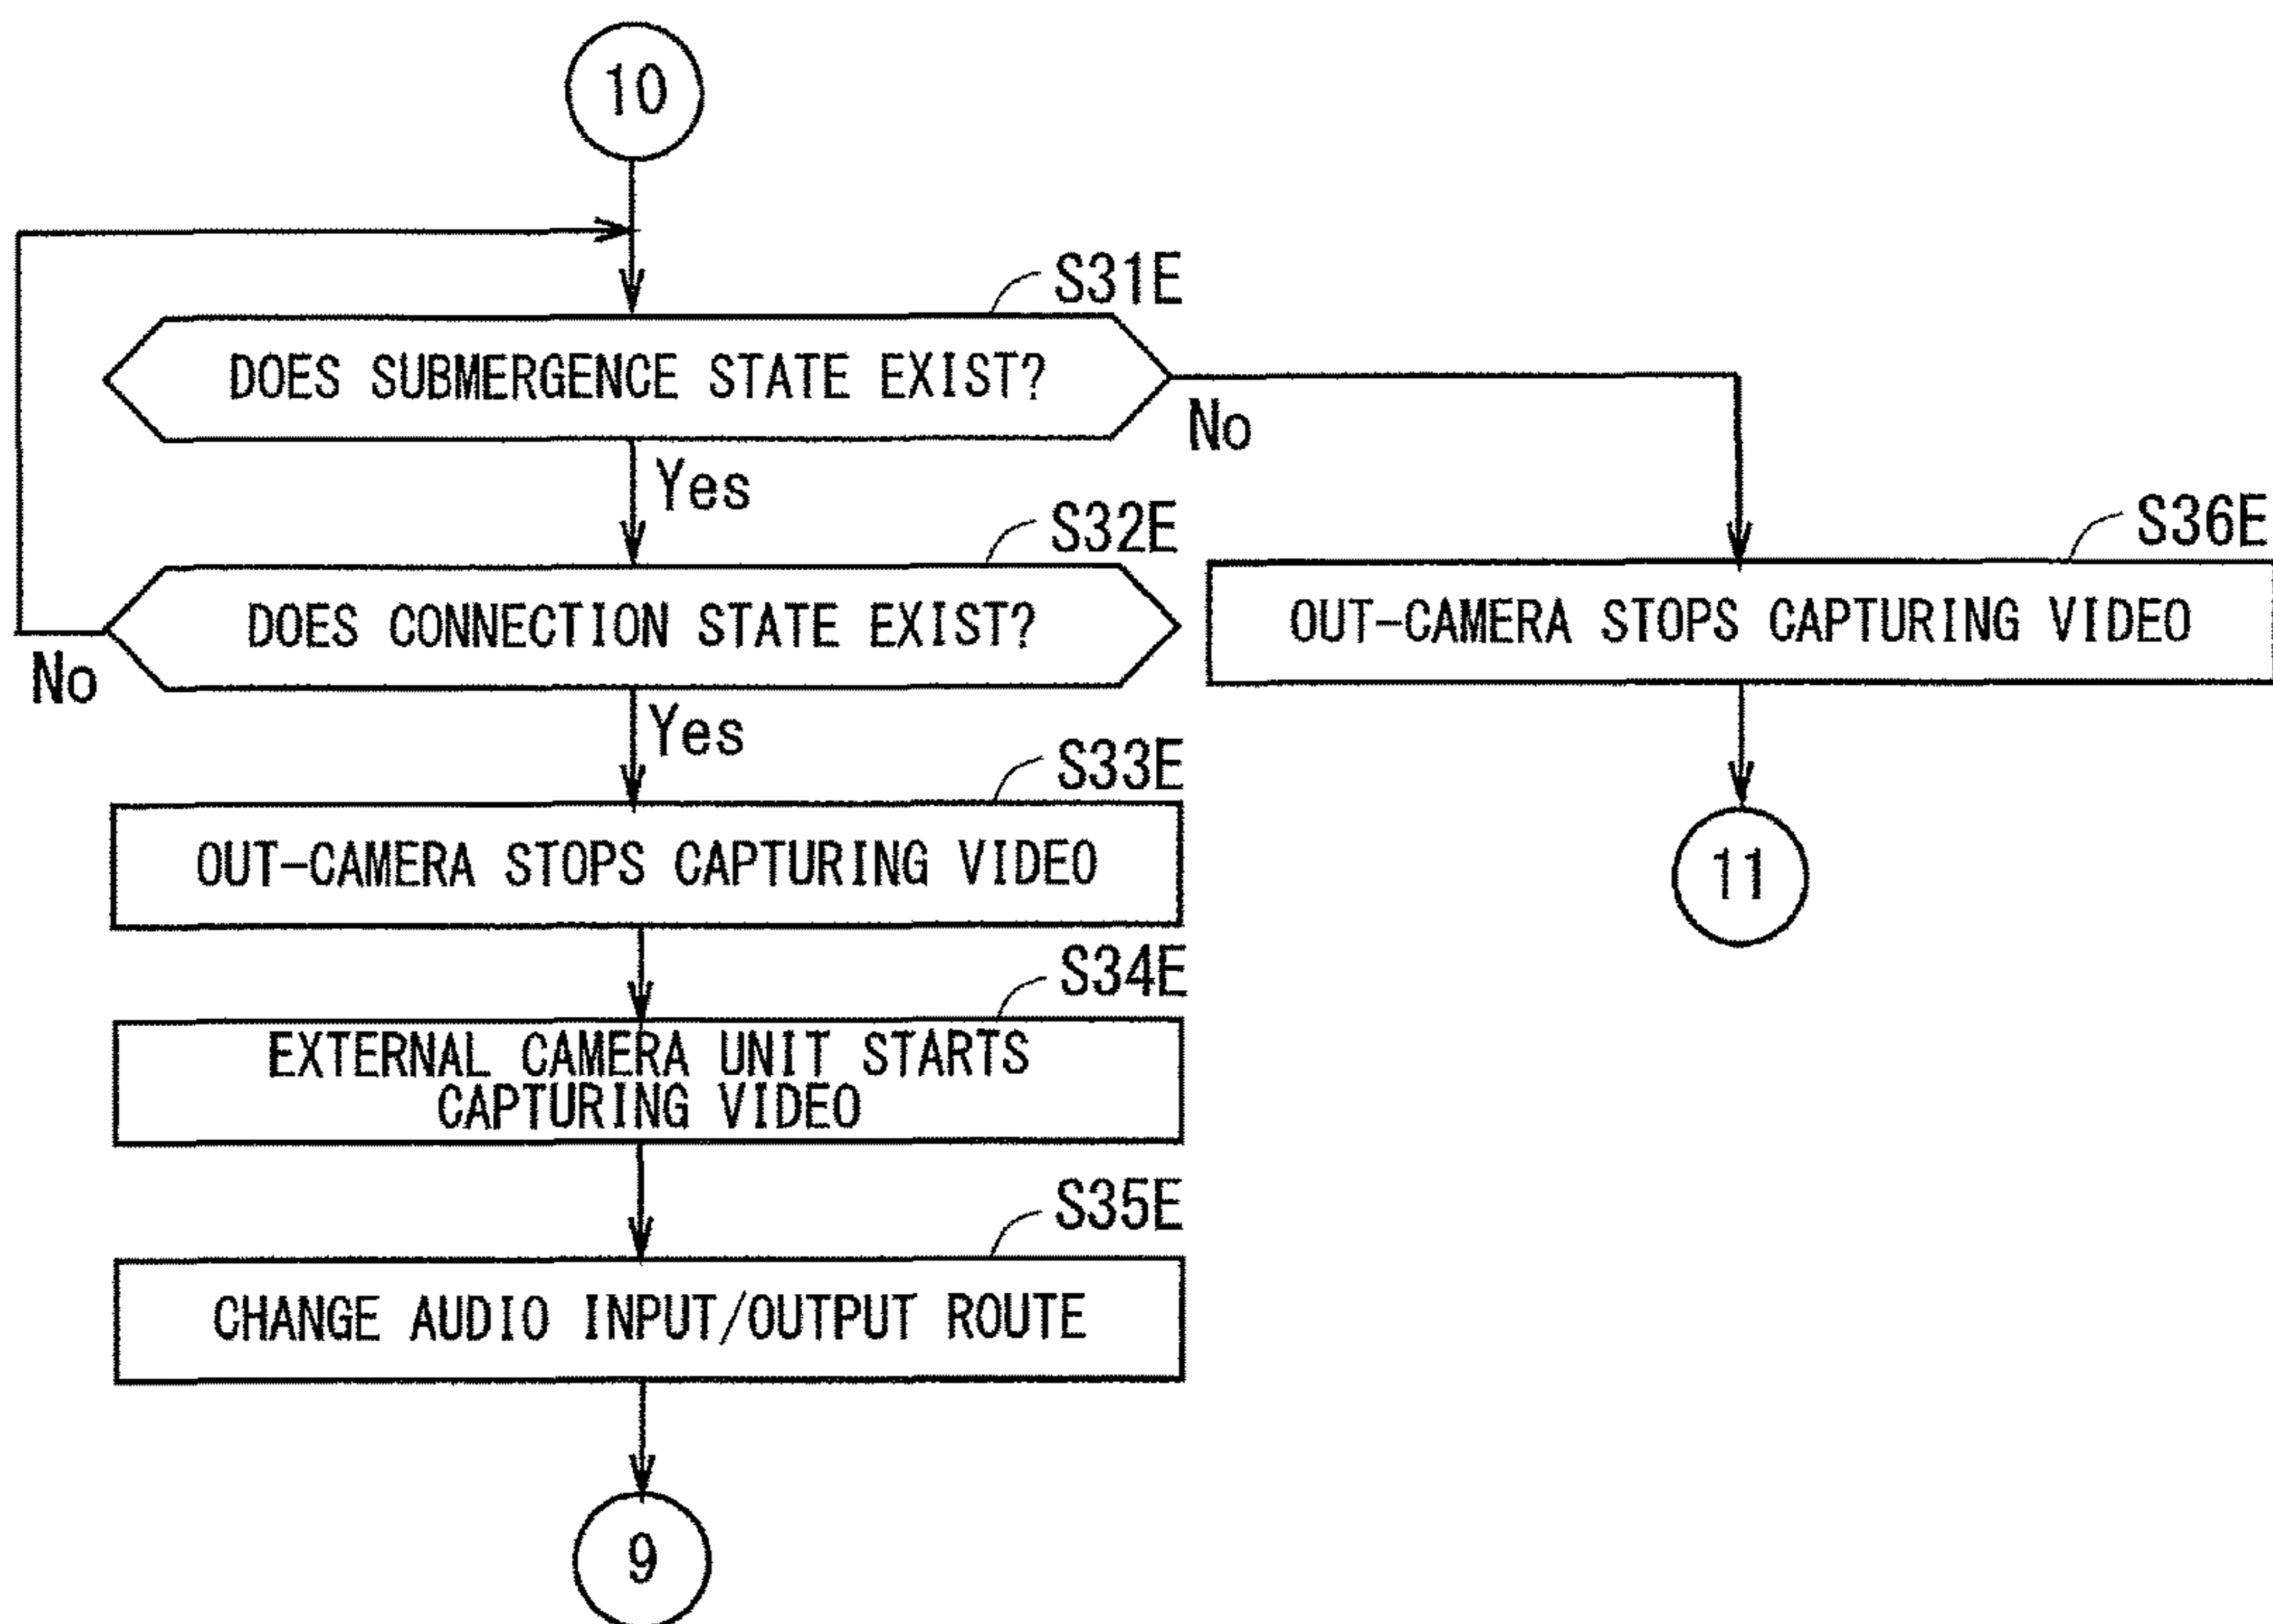 10
S31E
DOES SUBMERGENCE STATE EXIST?
No
Yes
S32E
DOES CONNECTION STATE EXIST?
No
Yes
S36E
OUT-CAMERA STOPS CAPTURING VIDEO
11
S33E
OUT-CAMERA STOPS CAPTURING VIDEO
S34E
EXTERNAL CAMERA UNIT STARTS
CAPTURING VIDEO
S35E
CHANGE AUDIO INPUT/OUTPUT ROUTE
9